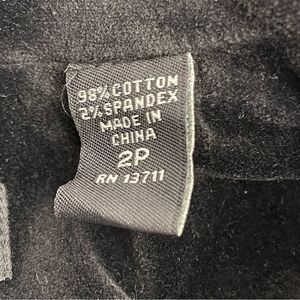 98% COTTON
2% SPANDEX
MADE IN
CHINA
2P
RN 13711